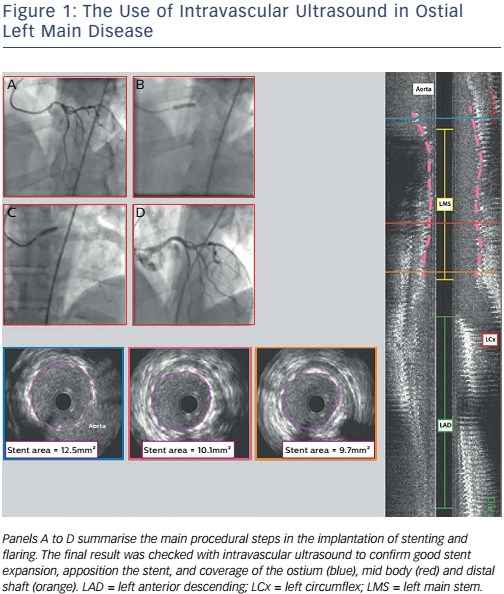 Figure 1: The Use of Intravascular Ultrasound in Ostial
Left Main Disease
A
B
C
D
Aorta
LMS
LCx
LAD
Aorta
Stent area = 12.5mm²
Stent area = 10.1mm²
Stent area = 9.7mm²
Panels A to D summarise the main procedural steps in the implantation of stenting and
flaring. The final result was checked with intravascular ultrasound to confirm good stent
expansion, apposition the stent, and coverage of the ostium (blue), mid body (red) and distal
shaft (orange). LAD = left anterior descending; LCx = left circumflex; LMS = left main stem.